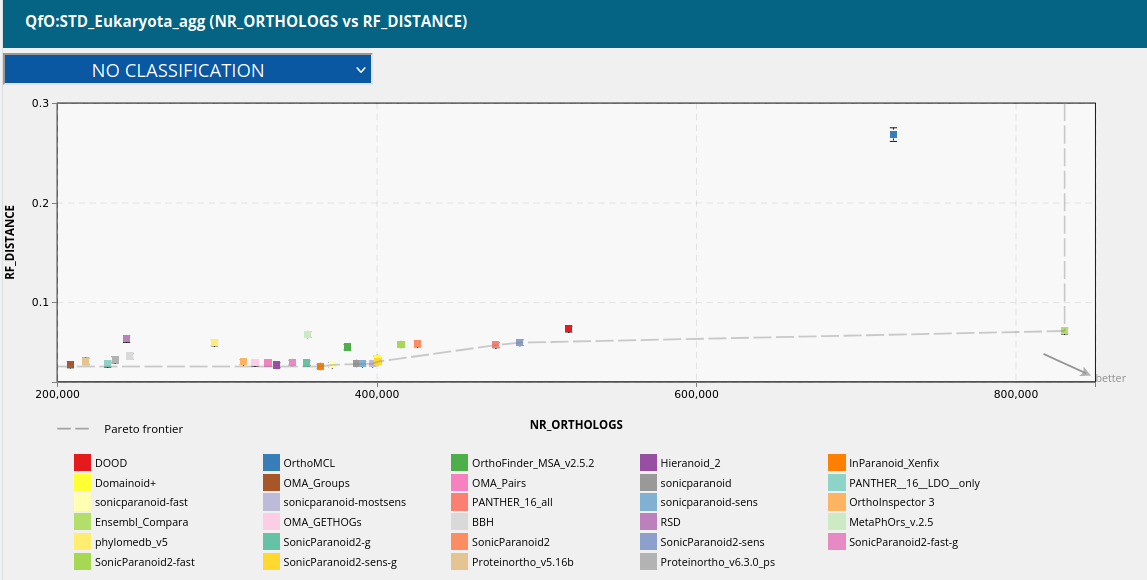 QfO:STD_Eukaryota_agg (NR_ORTHOLOGS vs RF_DISTANCE)
NO CLASSIFICATION
0.3
0.2
0.1
RF_DISTANCE
200,000 400,000 600,000 800,000
better
NR_ORTHOLOGS
Pareto frontier
DOOD OrthoMCL OrthoFinder_MSA_v2.5.2 Hieranoid_2 InParanoid_Xenfix
Domainoid+ OMA_Groups OMA_Pairs sonicparanoid PANTHER__16__LDO__only
sonicparanoid-fast sonicparanoid-mostsens PANTHER_16_all sonicparanoid-sens OrthoInspector 3
Ensembl_Compara OMA_GETHOGs BBH RSD MetaPhOrs_v.2.5
phylomedb_v5 SonicParanoid2-g SonicParanoid2 SonicParanoid2-sens SonicParanoid2-fast-g
SonicParanoid2-fast SonicParanoid2-sens-g Proteinortho_v5.16b Proteinortho_v6.3.0_ps